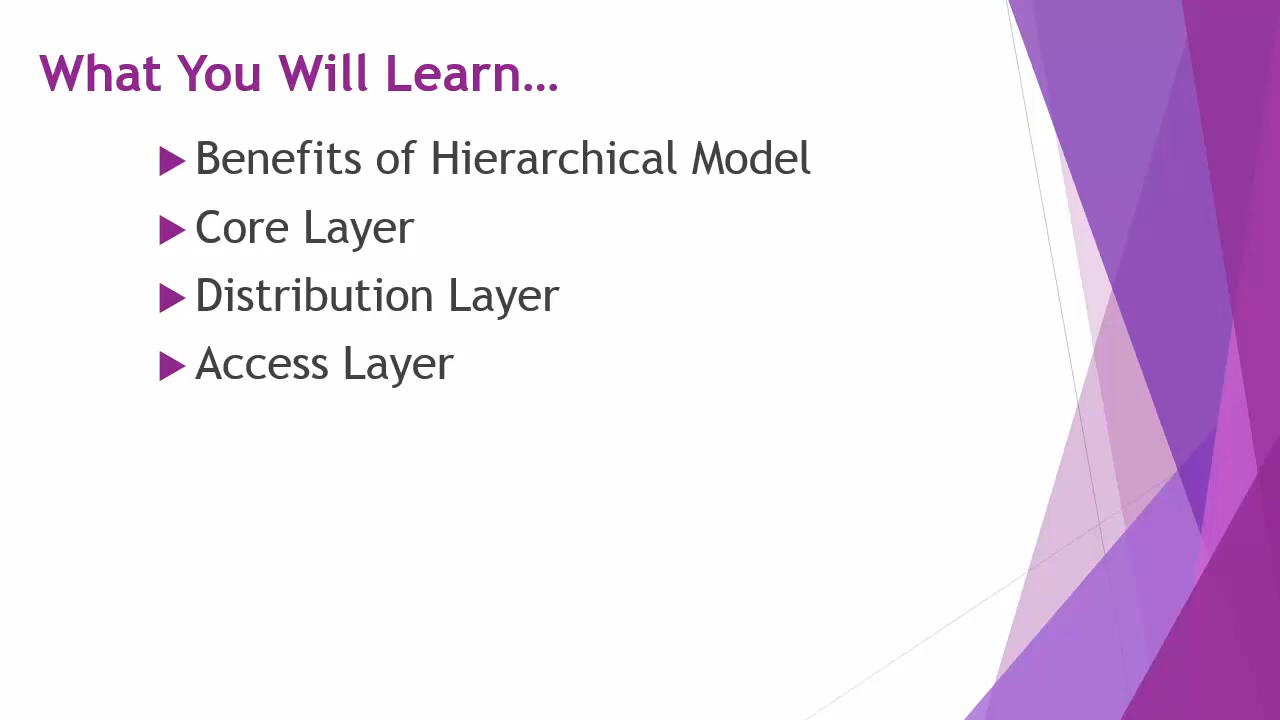 What You Will Learn…
Benefits of Hierarchical Model
Core Layer
Distribution Layer
Access Layer